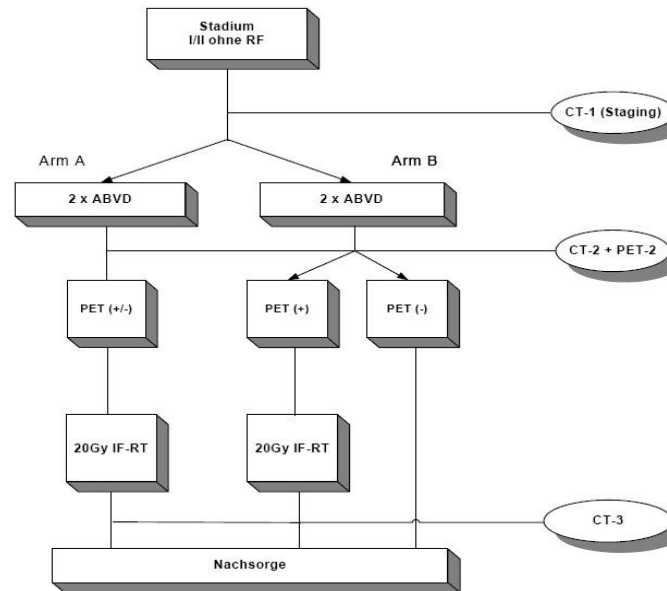 Stadium
I/II ohne RF
CT-1 (Staging)
Arm A
Arm B
2 x ABVD
2 x ABVD
CT-2 + PET-2
PET (+/-)
PET (+)
PET (-)
20Gy IF-RT
20Gy IF-RT
CT-3
Nachsorge